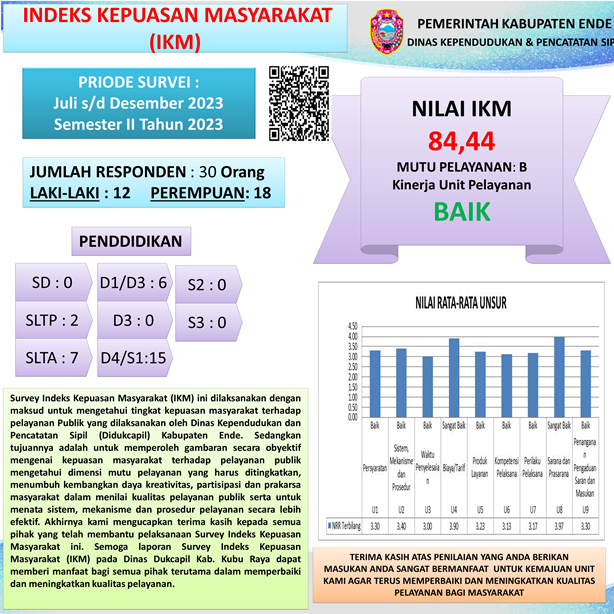 INDEKS KEPUASAN MASYARAKAT
(IKM)
PEMERINTAH KABUPATEN ENDE
DINAS KEPENDUDUKAN & PENCATATAN SIP
PRIODE SURVEI :
Juli s/d Desember 2023
Semester II Tahun 2023
JUMLAH RESPONDEN : 30 Orang
LAKI-LAKI : 12 PEREMPUAN: 18
NILAI IKM
84,44
MUTU PELAYANAN: B
Kinerja Unit Pelayanan
BAIK
PENDDIDIKAN
SD : 0 D1/D3 : 6 S2 : 0
SLTP : 2 D3 : 0 S3 : 0
SLTA : 7 D4/S1:15
Survey Indeks Kepuasan Masyarakat (IKM) ini dilaksanakan dengan
maksud untuk mengetahui tingkat kepuasan masyarakat terhadap
pelayanan Publik yang dilaksanakan oleh Dinas Kependudukan dan
Pencatatan Sipil (Didukcapil) Kabupaten Ende. Sedangkan
tujuannya adalah untuk memperoleh gambaran secara obyektif
mengenai kepuasan masyarakat terhadap pelayanan publik
mengetahui dimensi mutu pelayanan yang harus ditingkatkan,
menumbuh kembangkan daya kreativitas, partisipasi dan prakarsa
masyarakat dalam menilai kualitas pelayanan publik serta untuk
menata sistem, mekanisme dan prosedur pelayanan secara lebih
efektif. Akhirnya kami mengucapkan terima kasih kepada semua
pihak yang telah membantu pelaksanaan Survey Indeks Kepuasan
Masyarakat ini. Semoga laporan Survey Indeks Kepuasan
Masyarakat (IKM) pada Dinas Dukcapil Kab. Kubu Raya dapat
memberi manfaat bagi semua pihak terutama dalam memperbaiki
dan meningkatkan kualitas pelayanan.
NILAI RATA-RATA UNSUR
4.50
4.00
3.50
3.00
2.50
2.00
1.50
1.00
0.50
0.00
Baik Baik Baik Sangat Baik Baik Baik Baik Sangat Baik Baik
Persyaratan
Sistem,
Mekanisme
dan
Prosedur
Waktu
Penyelesaia
n
Biaya/Tarif
Produk
Layanan
Kompetensi
Pelaksana
Perilaku
Pelaksana
Sarana dan
Prasarana
Penangan
n
Pengaduan
Saran dan
Masukan
U1 U2 U3 U4 U5 U6 U7 U8 U9
NRR Terbilang 3.30 3.40 3.00 3.90 3.23 3.13 3.17 3.97 3.30
TERIMA KASIH ATAS PENILAIAN YANG ANDA BERIKAN
MASUKAN ANDA SANGAT BERMANFAAT UNTUK KEMAJUAN UNIT
KAMI AGAR TERUS MEMPERBAIKI DAN MENINGKATKAN KUALITAS
PELAYANAN BAGI MASYARAKAT